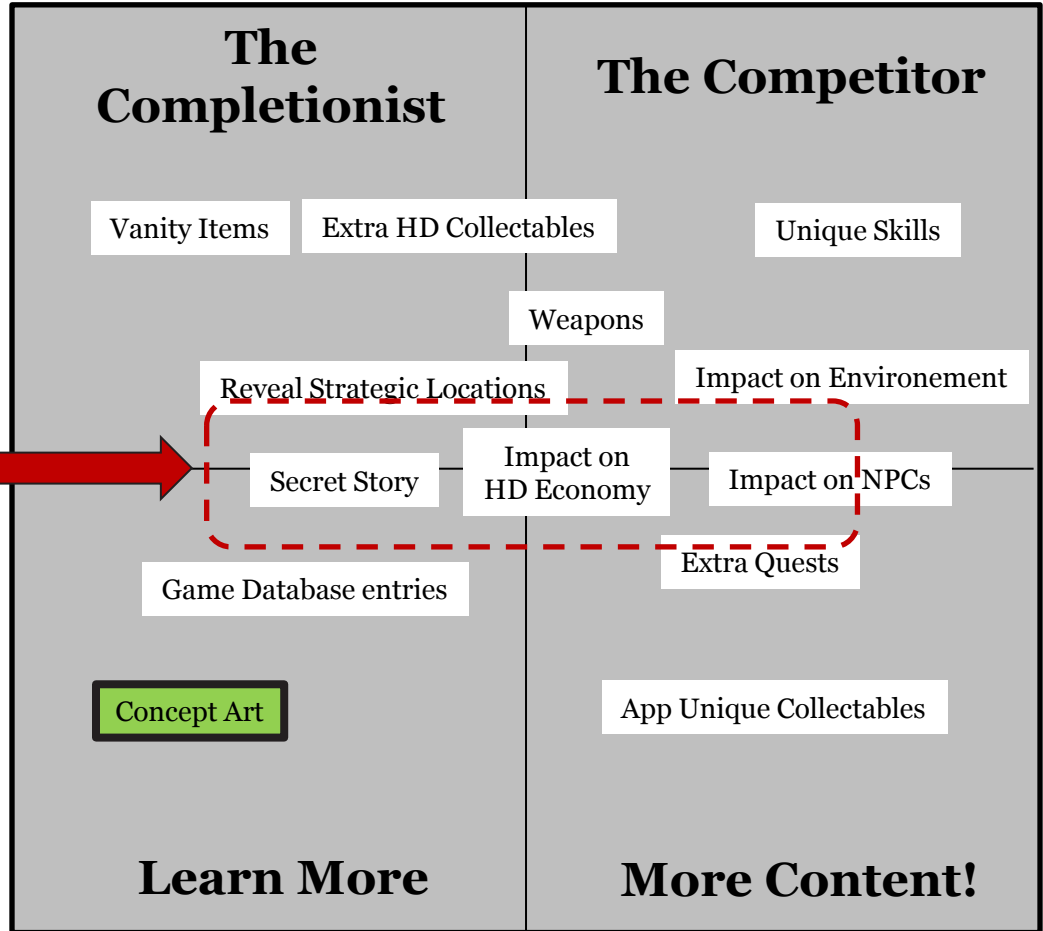 The
Completionist
The Competitor
Vanity Items
Extra HD Collectables
Unique Skills
Weapons
Reveal Strategic Locations
Impact on Environement
Secret Story
Impact on
HD Economy
Impact on NPCs
Extra Quests
Game Database entries
Concept Art
App Unique Collectables
Learn More
More Content!